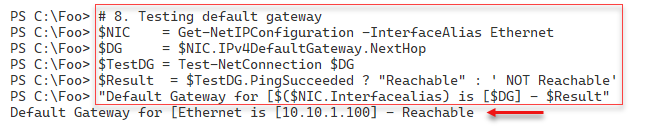 PS C:\Foo> # 8. Testing default gateway
PS C:\Foo> $NIC    = Get-NetIPConfiguration -InterfaceAlias Ethernet
PS C:\Foo> $DG     = $NIC.IPv4DefaultGateway.NextHop
PS C:\Foo> $TestDG = Test-NetConnection $DG
PS C:\Foo> $Result  = $TestDG.PingSucceeded ? "Reachable" : ' NOT Reachable'
PS C:\Foo> "Default Gateway for [$($NIC.Interfacealias) is [$DG] - $Result"
Default Gateway for [Ethernet is [10.10.1.100] - Reachable